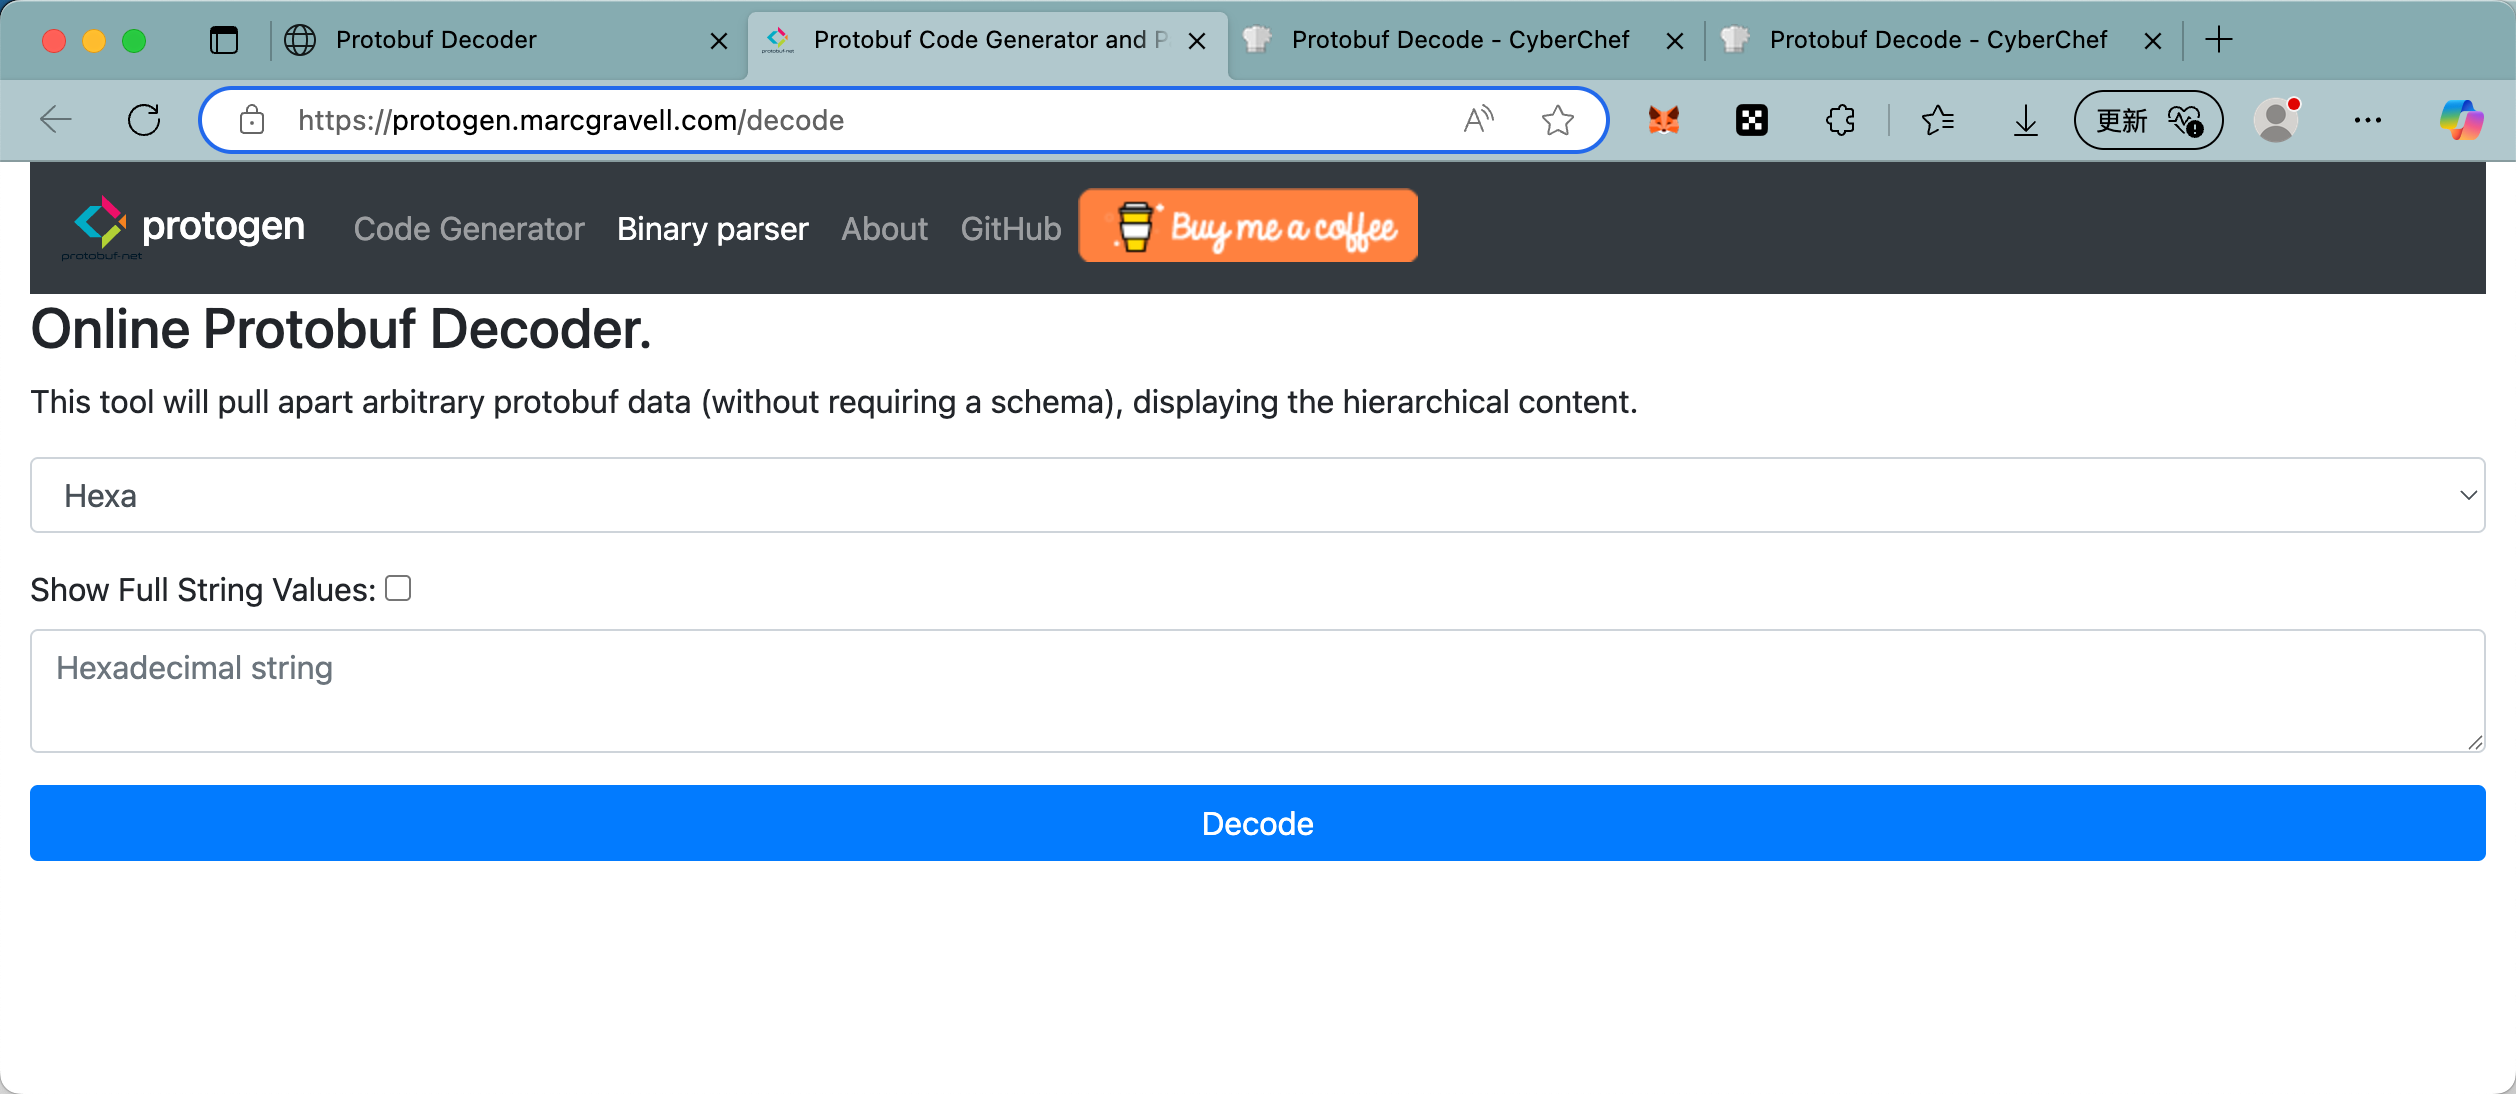 Protobuf Decoder
Protobuf Code Generator and P
Protobuf Decode - CyberChef
Protobuf Decode - CyberChef
https://protogen.marcgravell.com/decode
更新
protobuf-net
protogen
Code Generator
Binary parser
About
GitHub
Buy me a coffee
Online Protobuf Decoder.
This tool will pull apart arbitrary protobuf data (without requiring a schema), displaying the hierarchical content.
Hexa
Show Full String Values:
Hexadecimal string
Decode